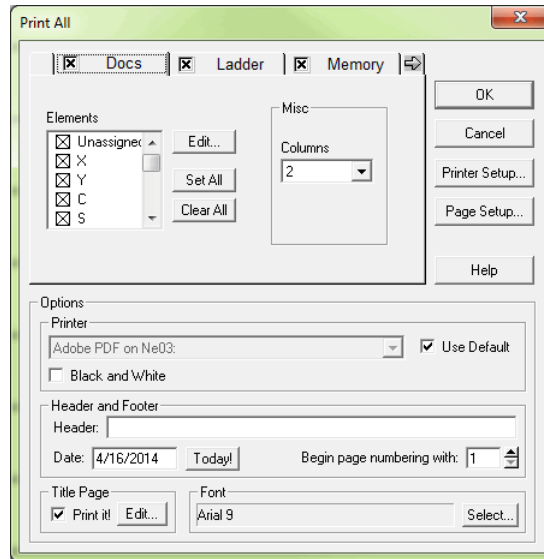 Print All
Docs Ladder Memory
OK
Cancel
Printer Setup...
Page Setup...
Help
Elements
Unassigned
X
Y
C
S
Edit...
Set All
Clear All
Misc
Columns
2
Options
Printer
Adobe PDF on Ne03:
Use Default
Black and White
Header and Footer
Header:
Date: 4/16/2014 Today! Begin page numbering with: 1
Title Page
Print it! Edit...
Font
Arial 9 Select...